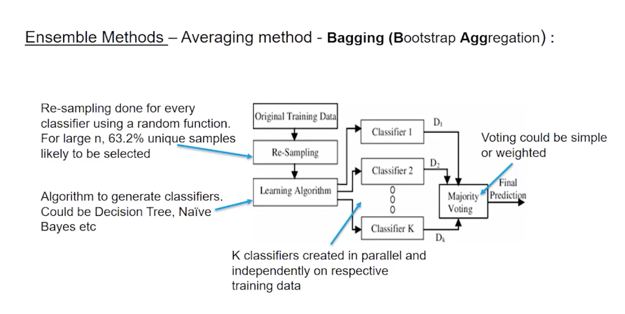 Ensemble Methods – Averaging method - Bagging (Bootstrap Aggregation) :
Re-sampling done for every
classifier using a random function.
For large n, 63.2% unique samples
likely to be selected
Algorithm to generate classifiers.
Could be Decision Tree, Naïve
Bayes etc
Original Training Data
Re-Sampling
Learning Algorithm
Classifier 1
Classifier 2
Classifier K
D₁
D₂
Dₖ
Majority
Voting
Final
Prediction
Voting could be simple
or weighted
K classifiers created in parallel and
independently on respective
training data